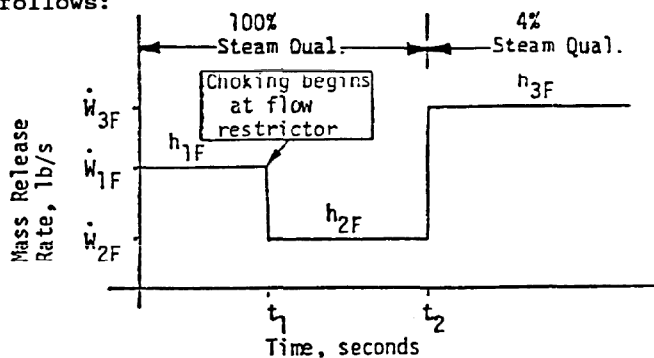 follows:
100%
Steam Qual.
4%
Steam Qual.
Choking begins
at flow
restrictor
h3F
Ẇ3F
h1F
Ẇ1F
h2F
Ẇ2F
Mass Release
Rate, lb/s
t1
t2
Time, seconds